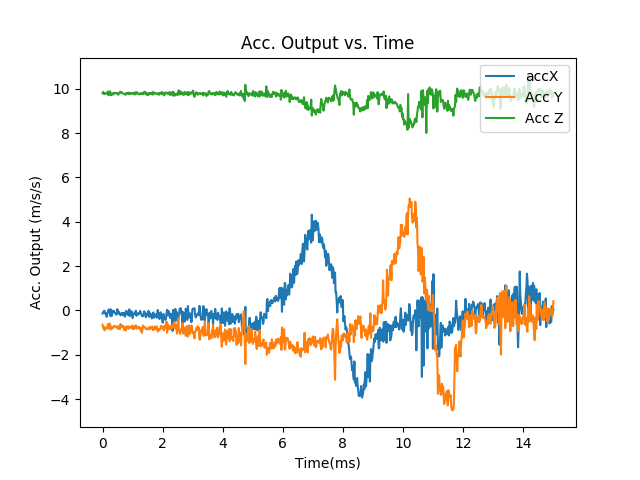 Acc. Output vs. Time
accX
Acc Y
Acc Z
Acc. Output (m/s/s)
10
8
6
4
2
0
−2
−4
0 2 4 6 8 10 12 14
Time(ms)